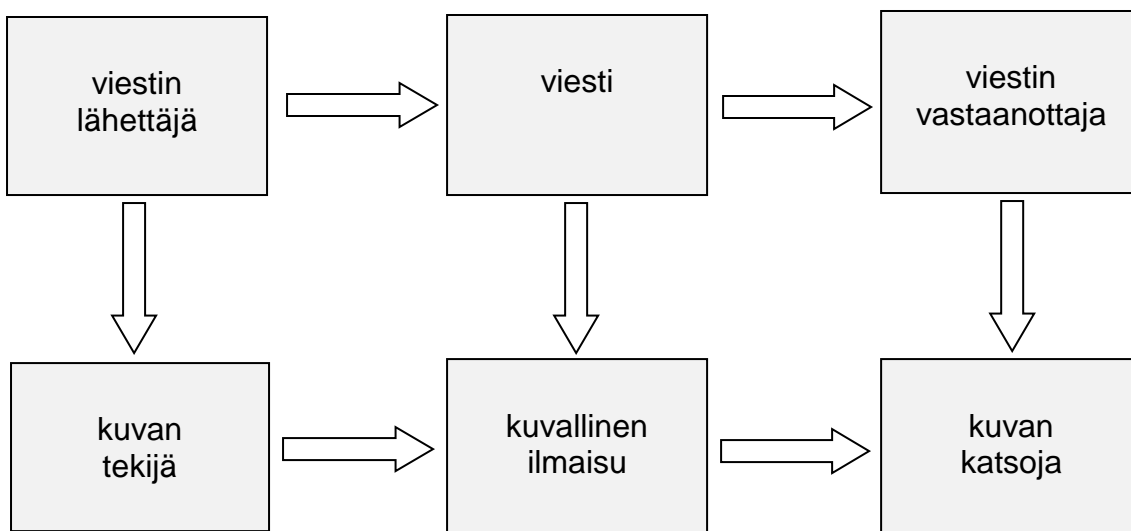 viestin
lähettäjä
viesti
viestin
vastaanottaja
kuvan
tekijä
kuvallinen
ilmaisu
kuvan
katsoja